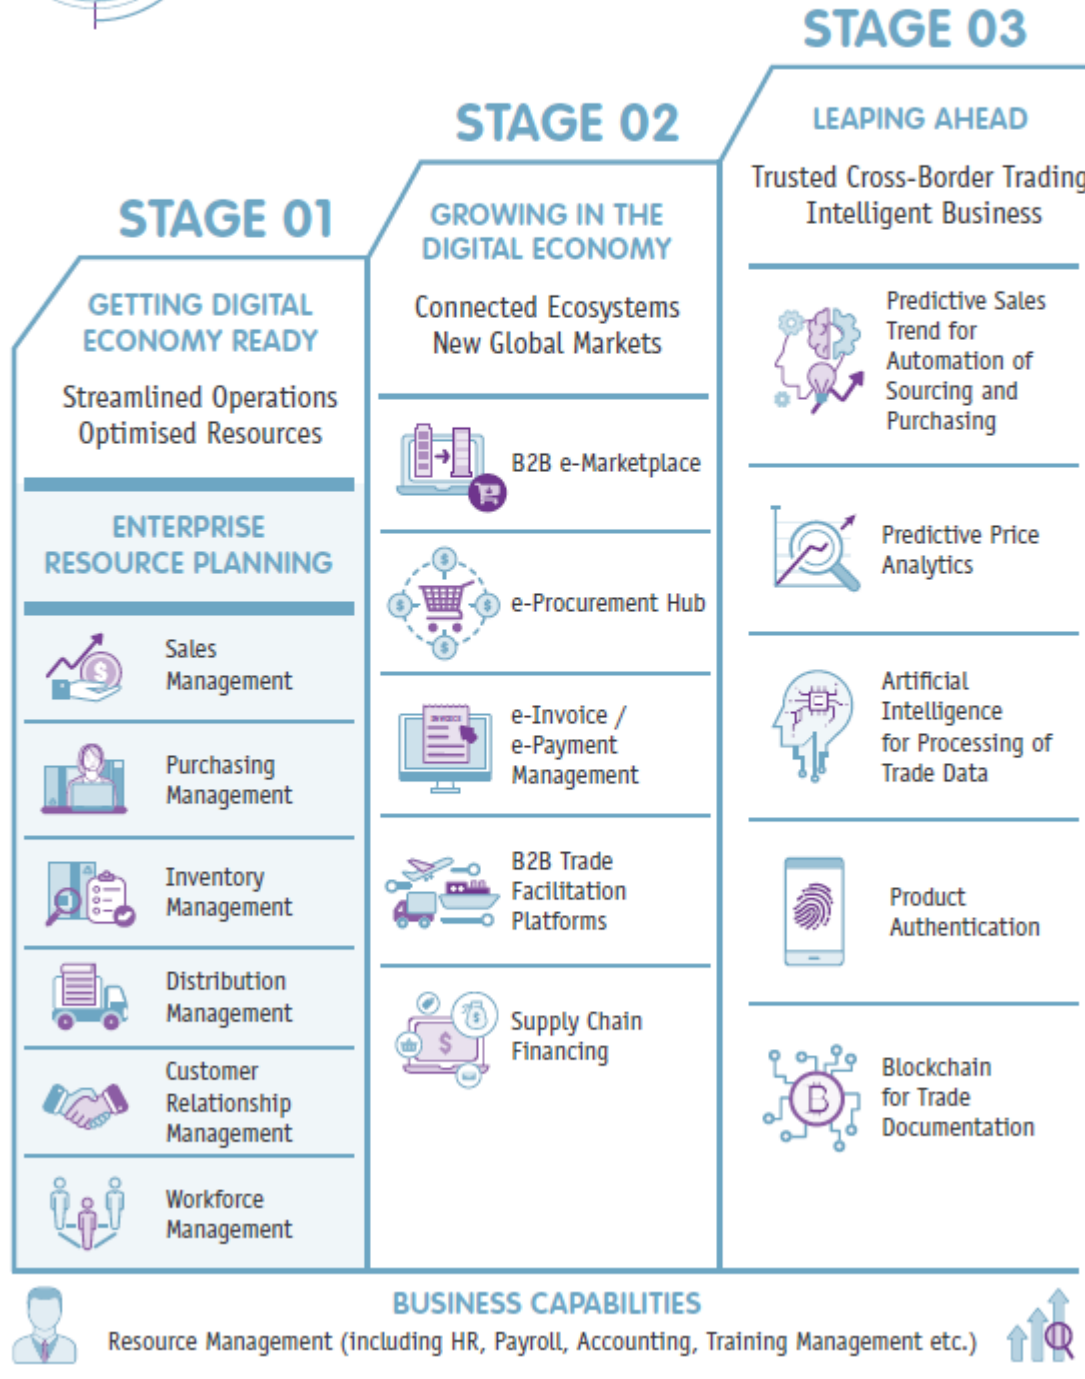 STAGE 01
GETTING DIGITAL
ECONOMY READY
Streamlined Operations
Optimised Resources
ENTERPRISE
RESOURCE PLANNING
Sales
Management
Purchasing
Management
Inventory
Management
Distribution
Management
Customer
Relationship
Management
Workforce
Management
STAGE 02
GROWING IN THE
DIGITAL ECONOMY
Connected Ecosystems
New Global Markets
B2B e-Marketplace
e-Procurement Hub
INVOICE
e-Invoice /
e-Payment
Management
B2B Trade
Facilitation
Platforms
Supply Chain
Financing
STAGE 03
LEAPING AHEAD
Trusted Cross-Border Trading
Intelligent Business
Predictive Sales
Trend for
Automation of
Sourcing and
Purchasing
Predictive Price
Analytics
Artificial
Intelligence
for Processing of
Trade Data
Product
Authentication
Blockchain
for Trade
Documentation
BUSINESS CAPABILITIES
Resource Management (including HR, Payroll, Accounting, Training Management etc.)